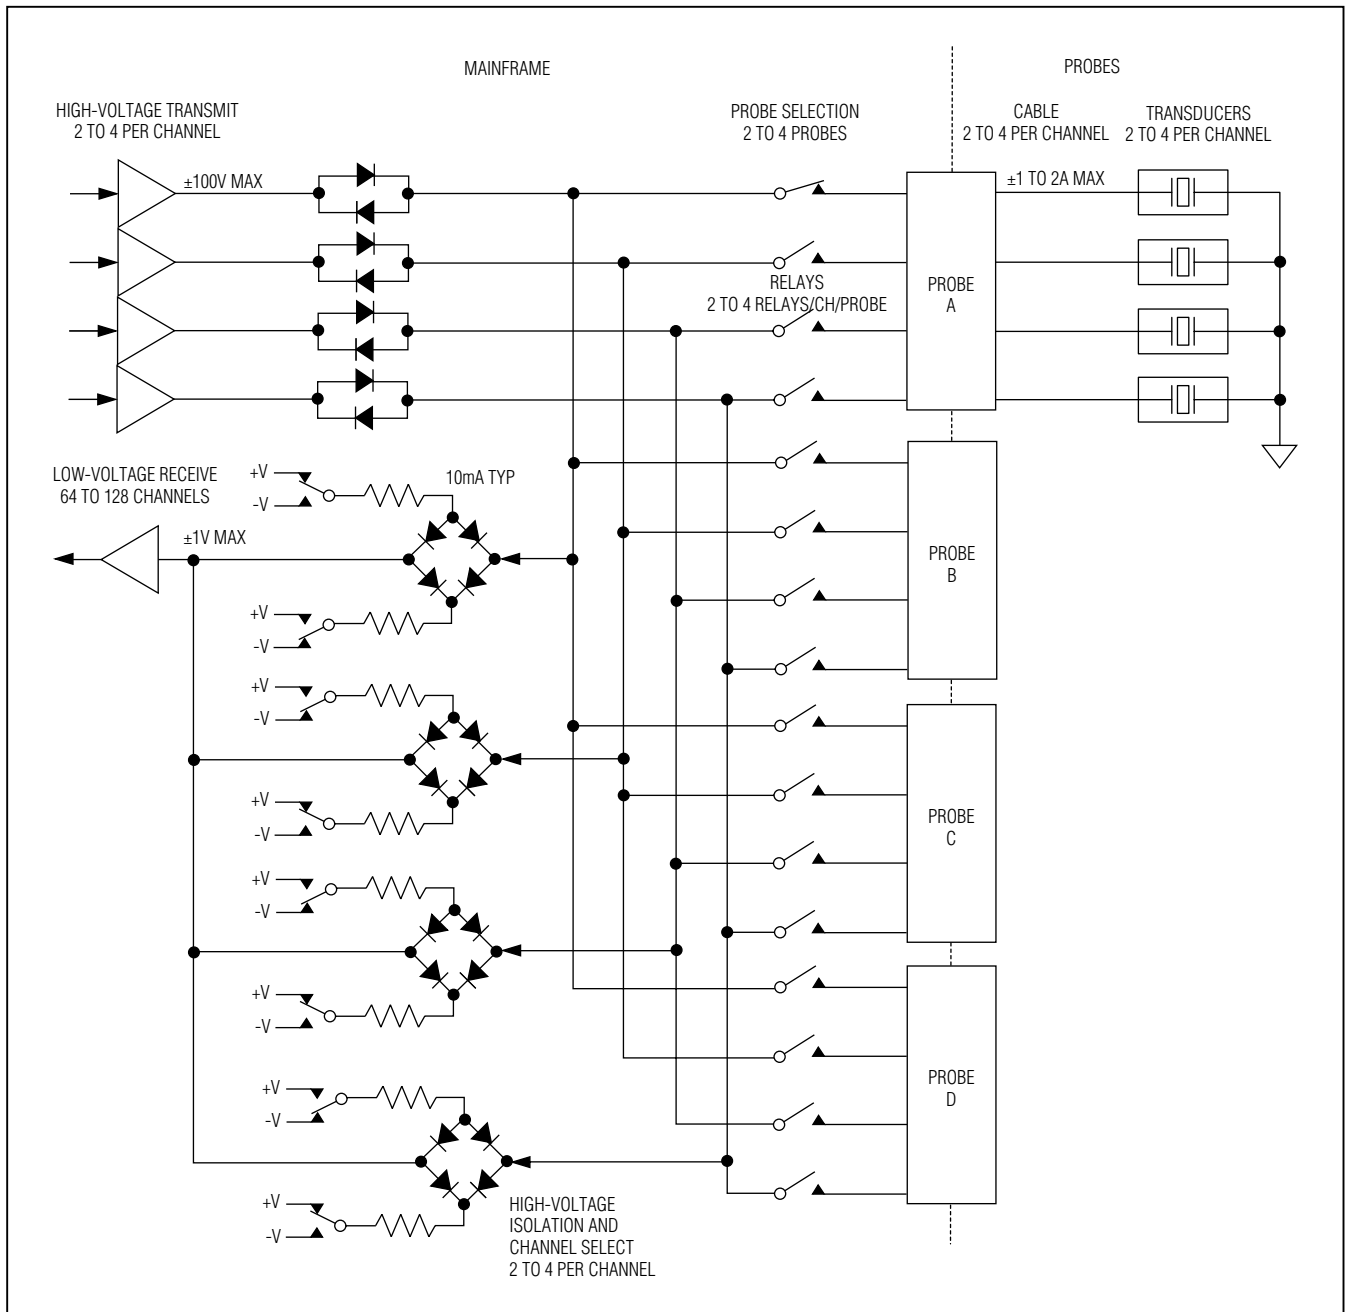 MAINFRAME
PROBES
HIGH-VOLTAGE TRANSMIT
2 TO 4 PER CHANNEL
PROBE SELECTION
2 TO 4 PROBES
CABLE
2 TO 4 PER CHANNEL
TRANSDUCERS
2 TO 4 PER CHANNEL
±100V MAX
±1 TO 2A MAX
RELAYS
2 TO 4 RELAYS/CH/PROBE
PROBE
A
LOW-VOLTAGE RECEIVE
64 TO 128 CHANNELS
+V
-V
10mA TYP
±1V MAX
PROBE
B
+V
-V
+V
-V
+V
-V
PROBE
C
+V
-V
+V
-V
PROBE
D
+V
-V
+V
-V
HIGH-VOLTAGE
ISOLATION AND
CHANNEL SELECT
2 TO 4 PER CHANNEL